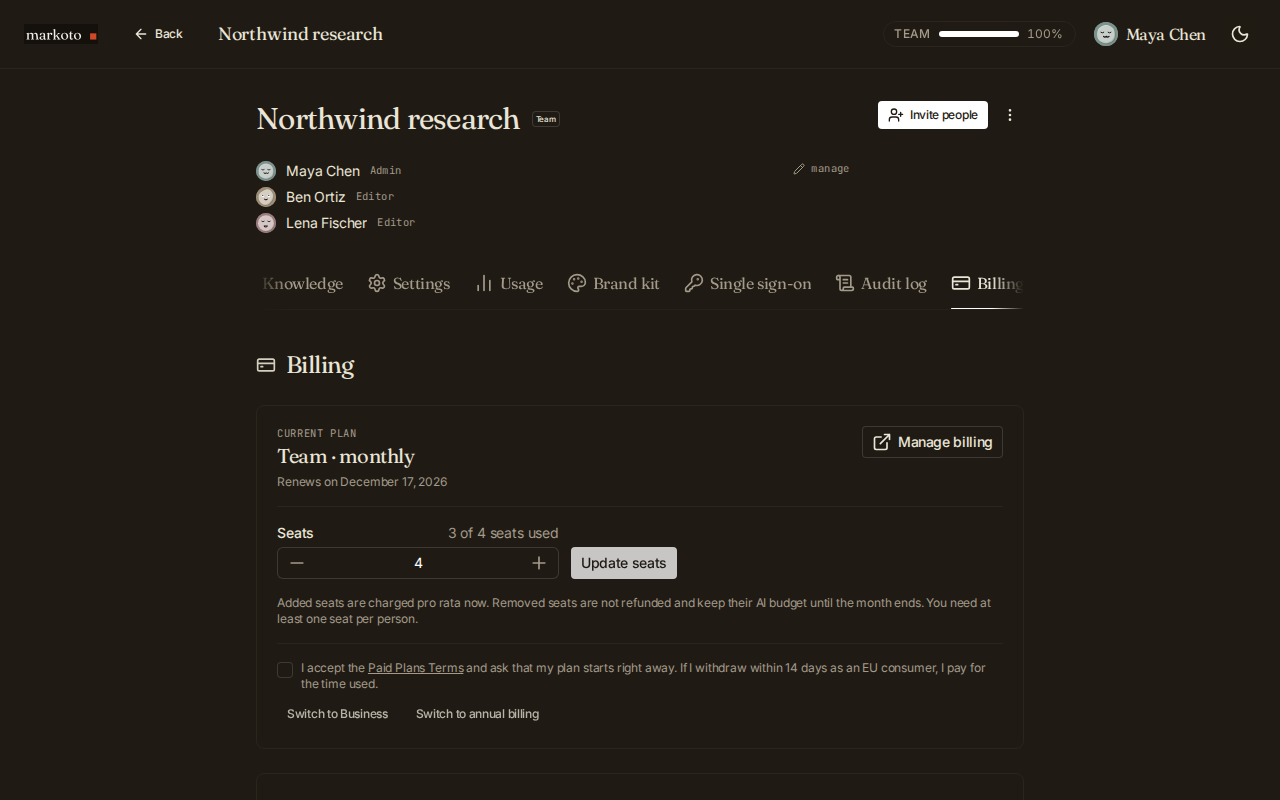 markoto
Back
Northwind research
TEAM 100%
Maya Chen
Northwind research Team
Invite people
Maya Chen Admin
manage
Ben Ortiz Editor
Lena Fischer Editor
Knowledge Settings Usage Brand kit Single sign-on Audit log Billing
Billing
CURRENT PLAN
Manage billing
Team · monthly
Renews on December 17, 2026
Seats 3 of 4 seats used
4
Update seats
Added seats are charged pro rata now. Removed seats are not refunded and keep their AI budget until the month ends. You need at
least one seat per person.
I accept the Paid Plans Terms and ask that my plan starts right away. If I withdraw within 14 days as an EU consumer, I pay for
the time used.
Switch to Business Switch to annual billing